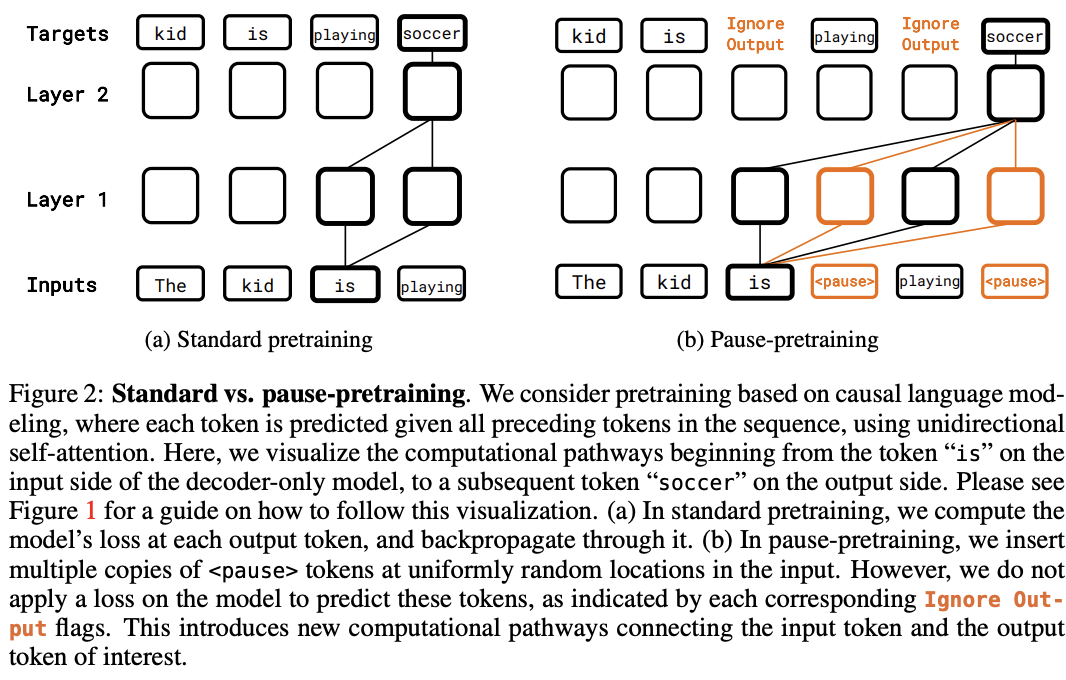 Targets kid is playing soccer kid is Ignore Output playing Ignore Output soccer
Layer 2
Layer 1
Inputs The kid is playing The kid is <pause> playing <pause>
(a) Standard pretraining (b) Pause-pretraining
Figure 2: Standard vs. pause-pretraining. We consider pretraining based on causal language mod-
eling, where each token is predicted given all preceding tokens in the sequence, using unidirectional
self-attention. Here, we visualize the computational pathways beginning from the token “is” on the
input side of the decoder-only model, to a subsequent token “soccer” on the output side. Please see
Figure 1 for a guide on how to follow this visualization. (a) In standard pretraining, we compute the
model’s loss at each output token, and backpropagate through it. (b) In pause-pretraining, we insert
multiple copies of <pause> tokens at uniformly random locations in the input. However, we do not
apply a loss on the model to predict these tokens, as indicated by each corresponding Ignore Out-
put flags. This introduces new computational pathways connecting the input token and the output
token of interest.